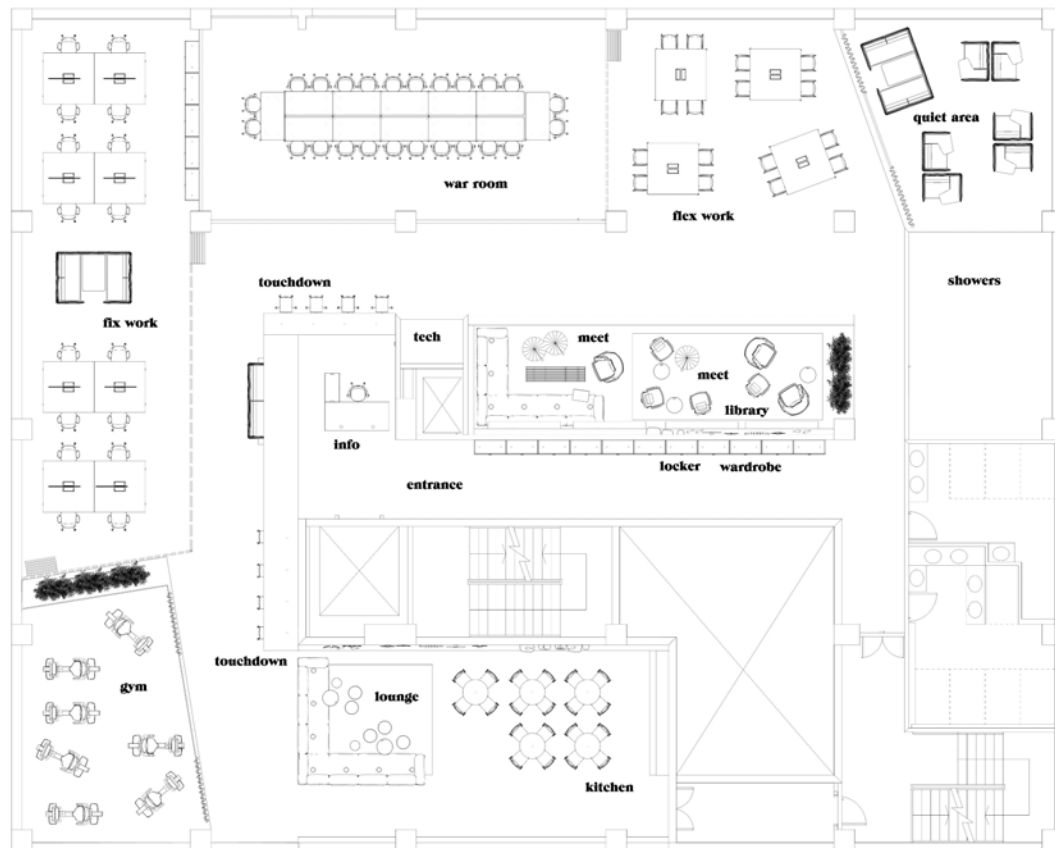 quiet area
war room
flex work
touchdown
showers
fix work
tech
meet
meet
library
info
locker
wardrobe
entrance
touchdown
gym
lounge
kitchen